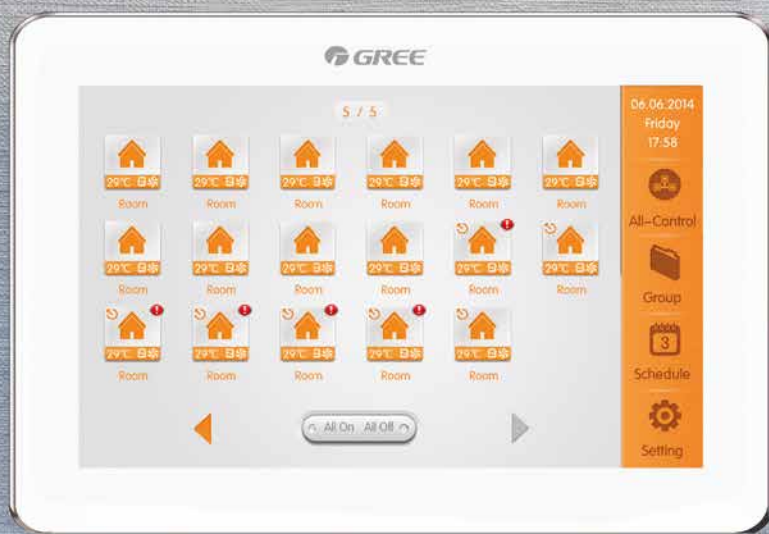 GREE
5 / 5
06.06.2014
Friday
17:58
29°C 29°C 29°C 29°C 29°C 29°C
Room Room Room Room Room Room
All-Control
29°C 29°C 29°C 29°C 29°C 29°C
Room Room Room Room Room Room
Group
29°C 29°C 29°C 29°C 29°C
Room Room Room Room Room
3
Schedule
All On All Off
Setting